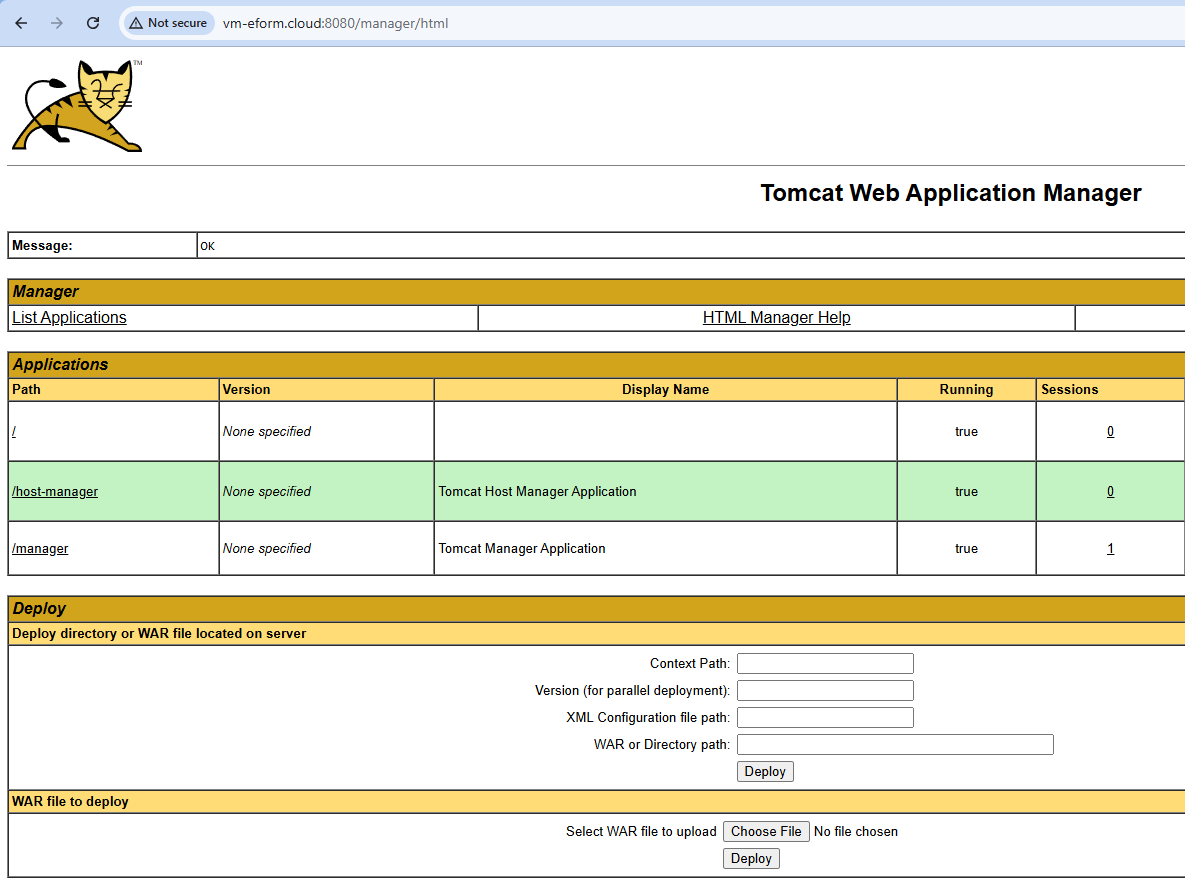 Not secure vm-eform.cloud:8080/manager/html
TM
Tomcat Web Application Manager
Message: OK
Manager
List Applications HTML Manager Help
Applications
Path Version Display Name Running Sessions
/ None specified true 0
/host-manager None specified Tomcat Host Manager Application true 0
/manager None specified Tomcat Manager Application true 1
Deploy
Deploy directory or WAR file located on server
Context Path:
Version (for parallel deployment):
XML Configuration file path:
WAR or Directory path:
Deploy
WAR file to deploy
Select WAR file to upload Choose File No file chosen
Deploy